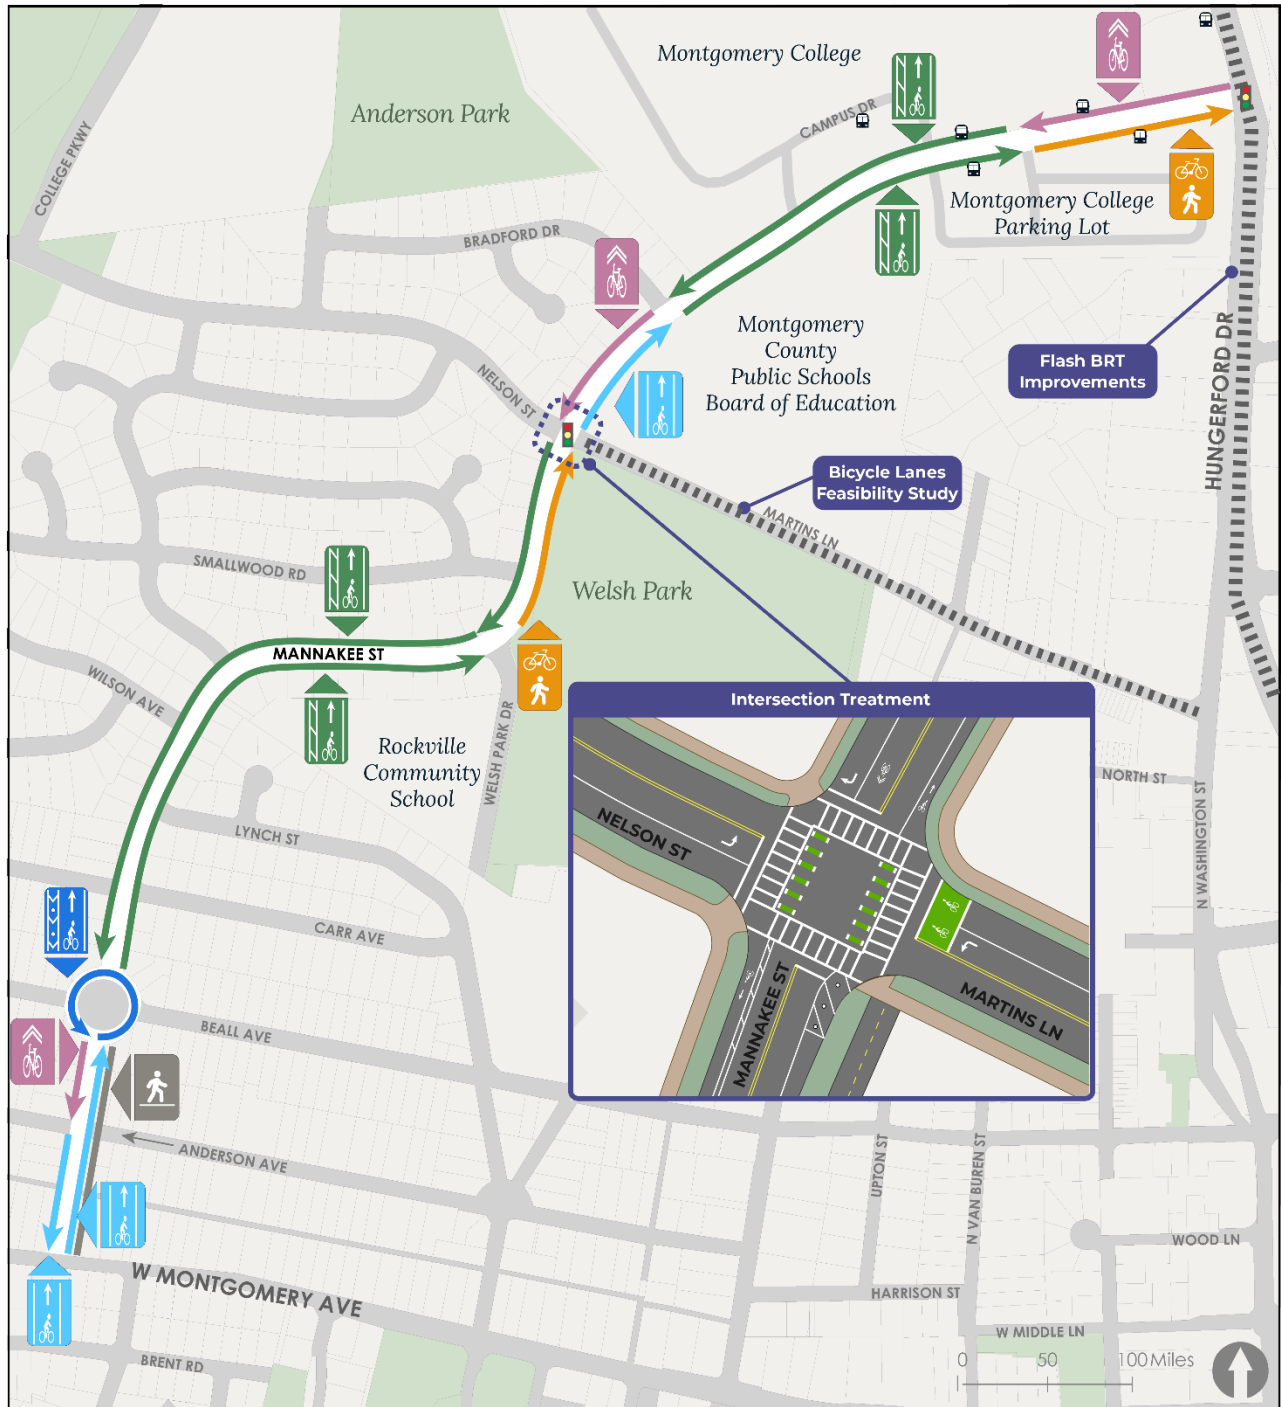 Montgomery College
Anderson Park
CAMPUS DR
COLLEGE PKWY
Montgomery College
Parking Lot
BRADFORD DR
Montgomery
County
Public Schools
Board of Education
Flash BRT
Improvements
HUNGERFORD DR
NELSON ST
Bicycle Lanes
Feasibility Study
MARTINS LN
SMALLWOOD RD
Welsh Park
MANNAKEE ST
WILSON AVE
WELSH PARK DR
Rockville
Community
School
Intersection Treatment
NELSON ST
MANNAKEE ST
MARTINS LN
NORTH ST
N WASHINGTON ST
LYNCH ST
CARR AVE
BEALL AVE
ANDERSON AVE
UPTON ST
N VAN BUREN ST
WOOD LN
W MONTGOMERY AVE
HARRISON ST
W MIDDLE LN
BRENT RD
0 50 100 Miles